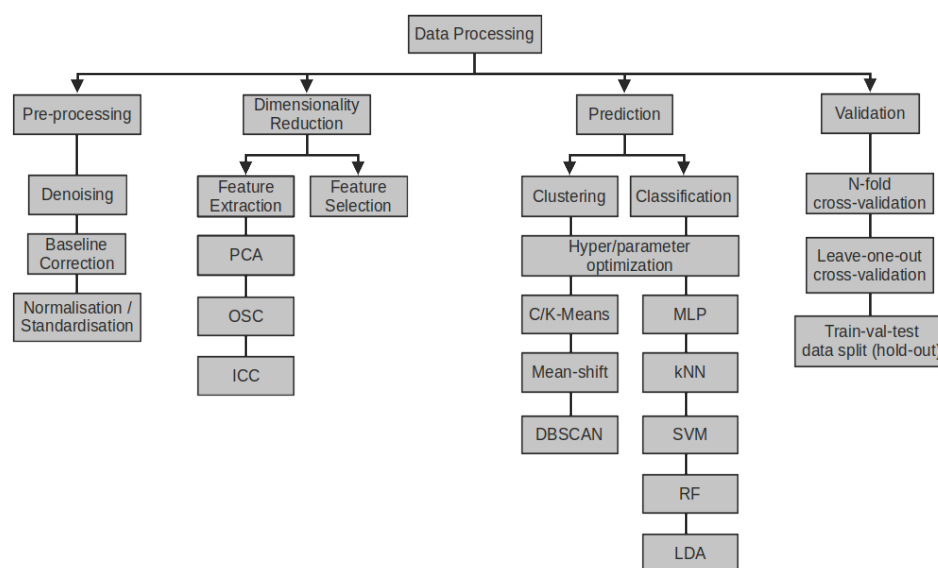 Data Processing
Pre-processing
Dimensionality
Reduction
Prediction
Validation
Denoising
Baseline
Correction
Normalisation /
Standardisation
Feature
Extraction
Feature
Selection
PCA
OSC
ICC
Clustering
Classification
Hyper/parameter
optimization
C/K-Means
MLP
Mean-shift
kNN
DBSCAN
SVM
RF
LDA
N-fold
cross-validation
Leave-one-out
cross-validation
Train-val-test
data split (hold-out)